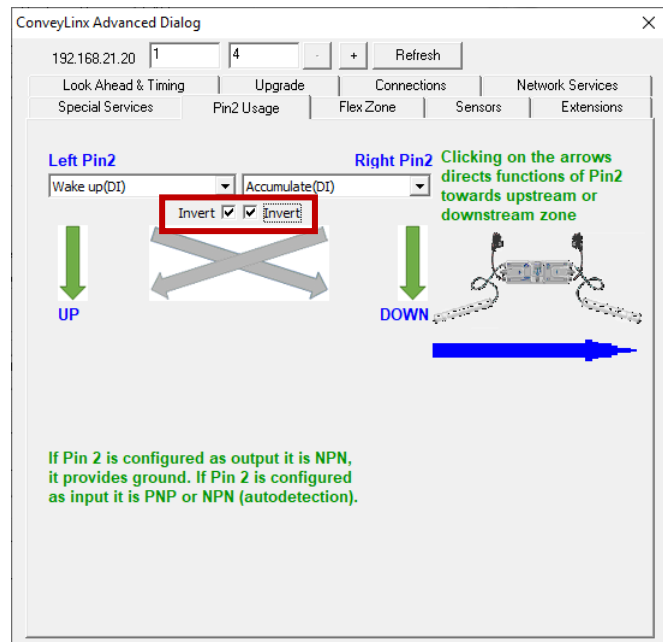 ConveyLinx Advanced Dialog
192.168.21.20 1 4 - + Refresh
Look Ahead & Timing Upgrade Connections Network Services
Special Services Pin2 Usage Flex Zone Sensors Extensions
Left Pin2 Right Pin2
Wake up(DI) Accumulate(DI)
Invert Invert
UP DOWN
Clicking on the arrows
directs functions of Pin2
towards upstream or
downstream zone
If Pin 2 is configured as output it is NPN,
it provides ground. If Pin 2 is configured
as input it is PNP or NPN (autodetection).